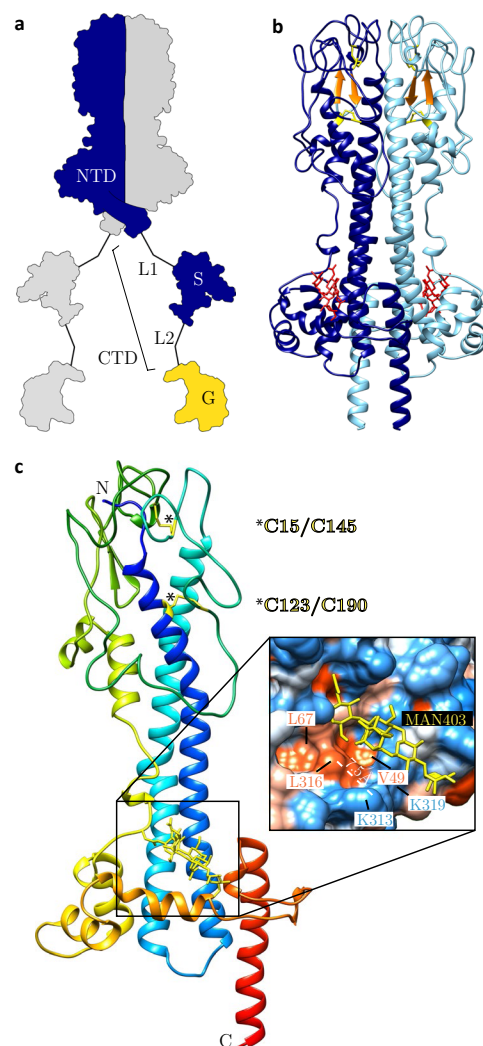 a
b
NTD
L1
S
L2
CTD
G
c
N
*
*C15/C145
*
*C123/C190
L67
MAN403
L316
V49
K313
K319
C